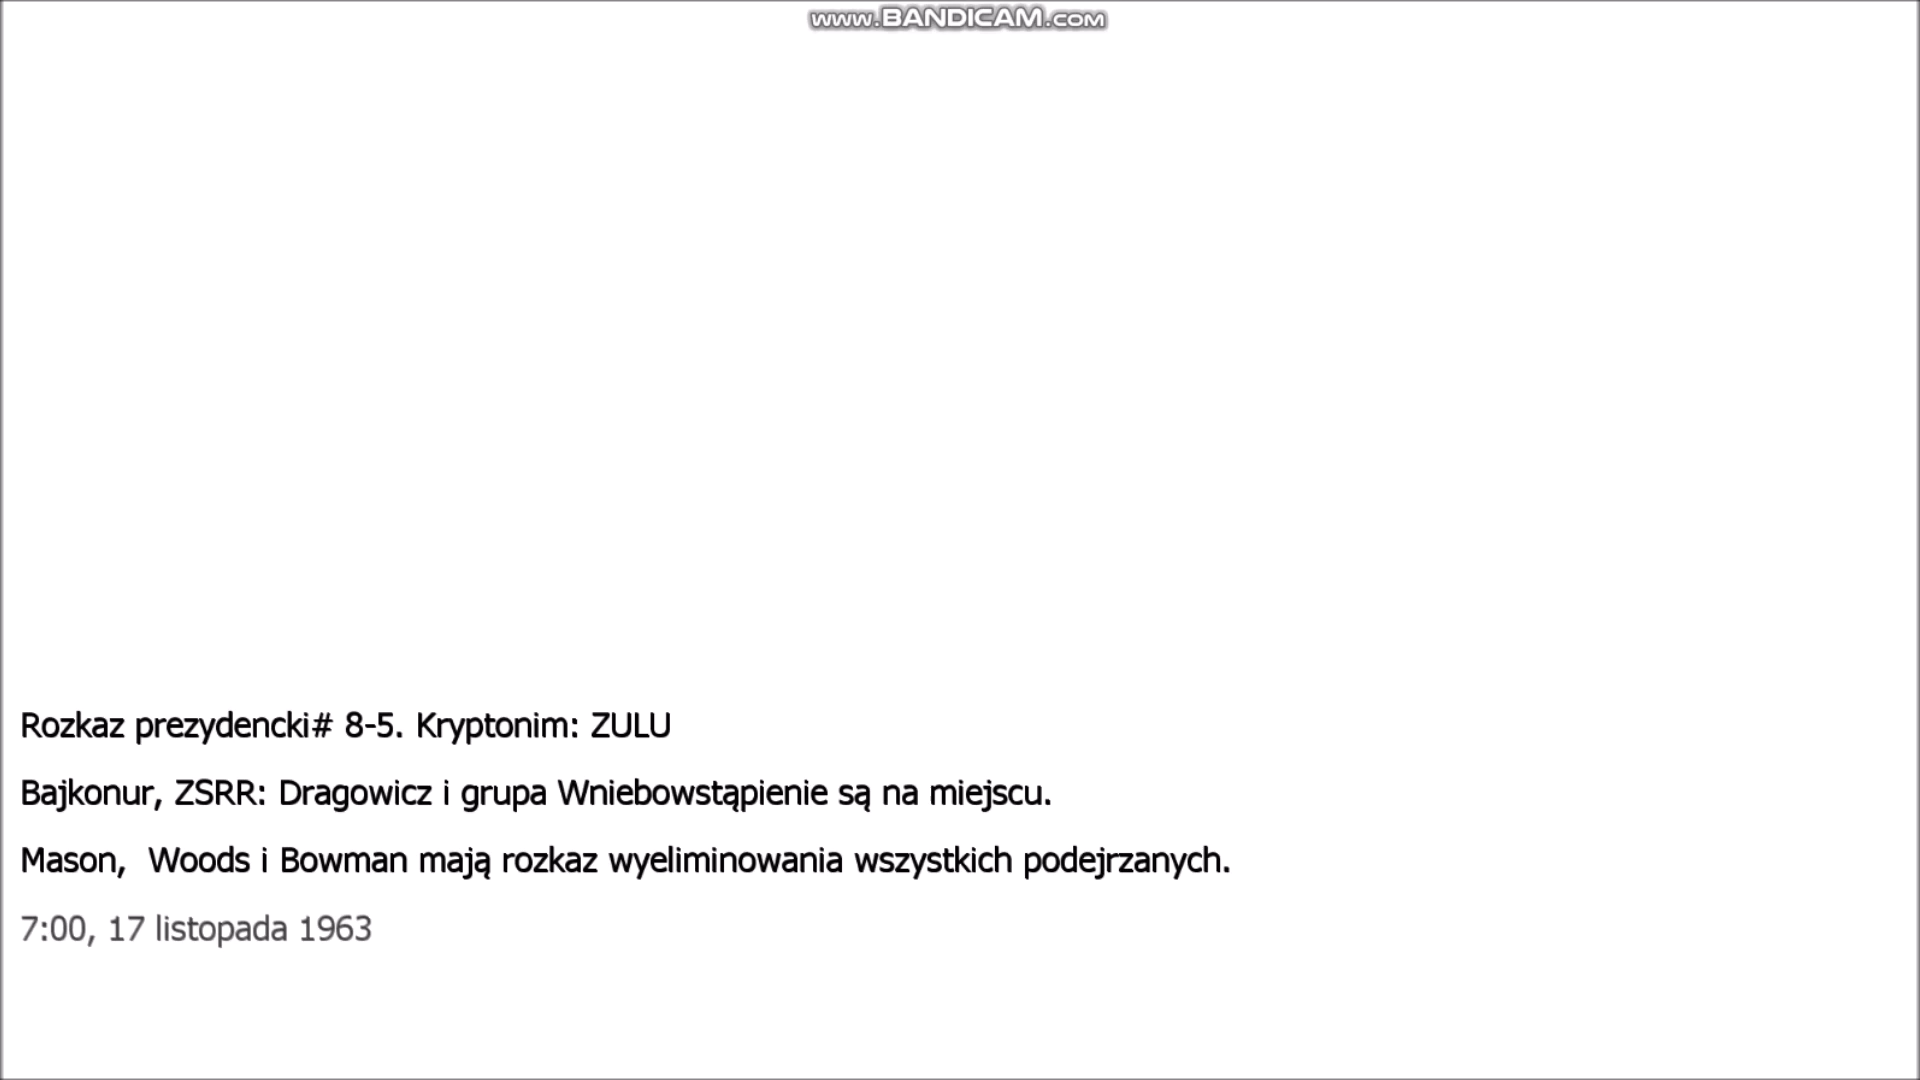 www.BANDICAM.com
Rozkaz prezydencki# 8-5. Kryptonim: ZULU
Bajkonur, ZSRR: Dragowicz i grupa Wniebowstąpienie są na miejscu.
Mason,  Woods i Bowman mają rozkaz wyeliminowania wszystkich podejrzanych.
7:00, 17 listopada 1963